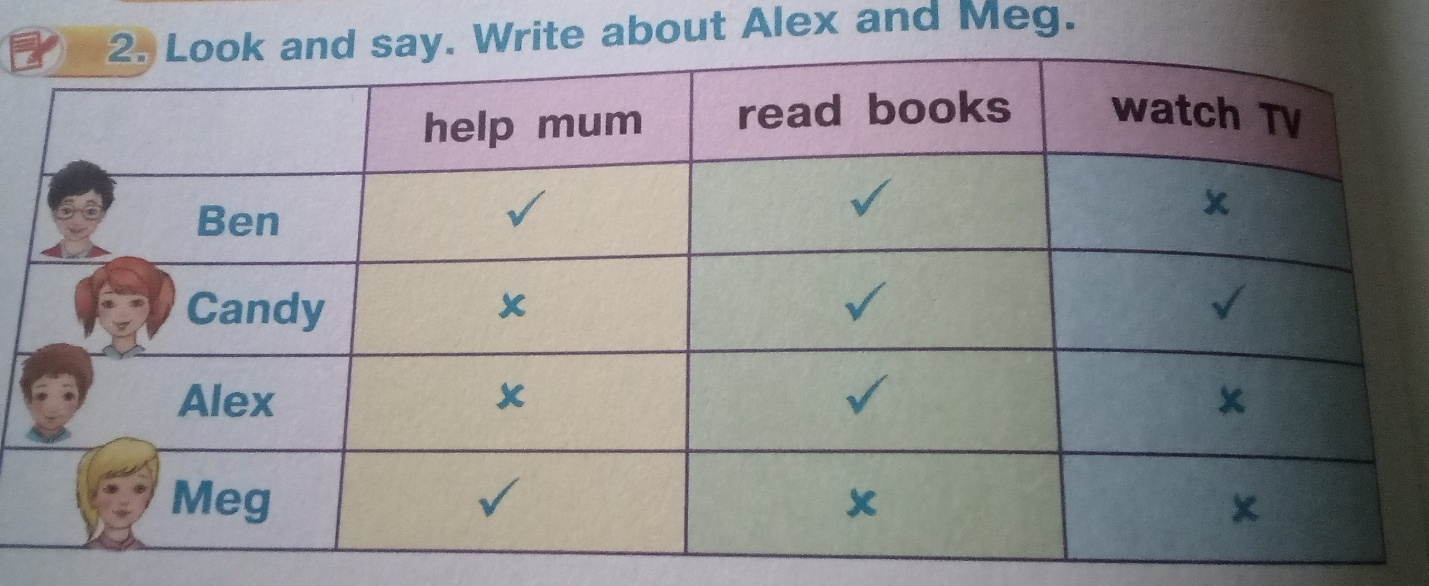 2. Look and say. Write about Alex and Meg.
help mum read books watch TV
Ben ✓ ✓ x
Candy x ✓ ✓
Alex x ✓ x
Meg ✓ x x